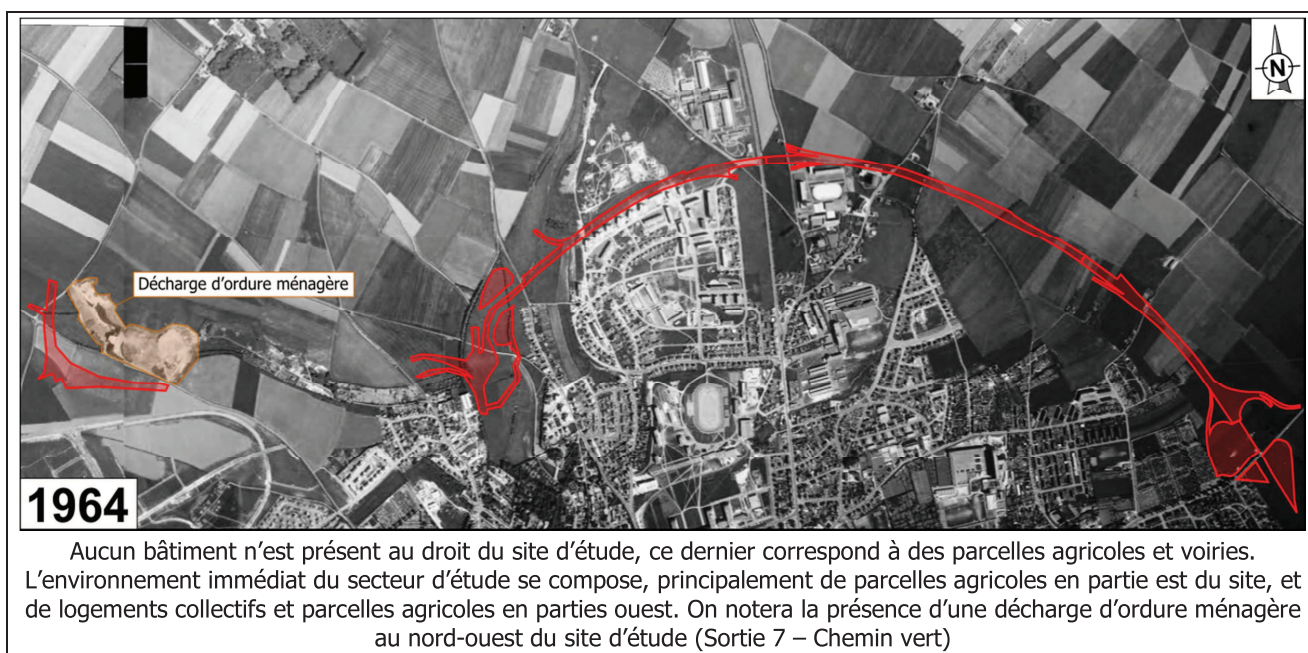 N
Décharge d'ordure ménagère
1964
Aucun bâtiment n'est présent au droit du site d'étude, ce dernier correspond à des parcelles agricoles et voiries.
L'environnement immédiat du secteur d'étude se compose, principalement de parcelles agricoles en partie est du site, et
de logements collectifs et parcelles agricoles en parties ouest. On notera la présence d'une décharge d'ordure ménagère
au nord-ouest du site d'étude (Sortie 7 – Chemin vert)